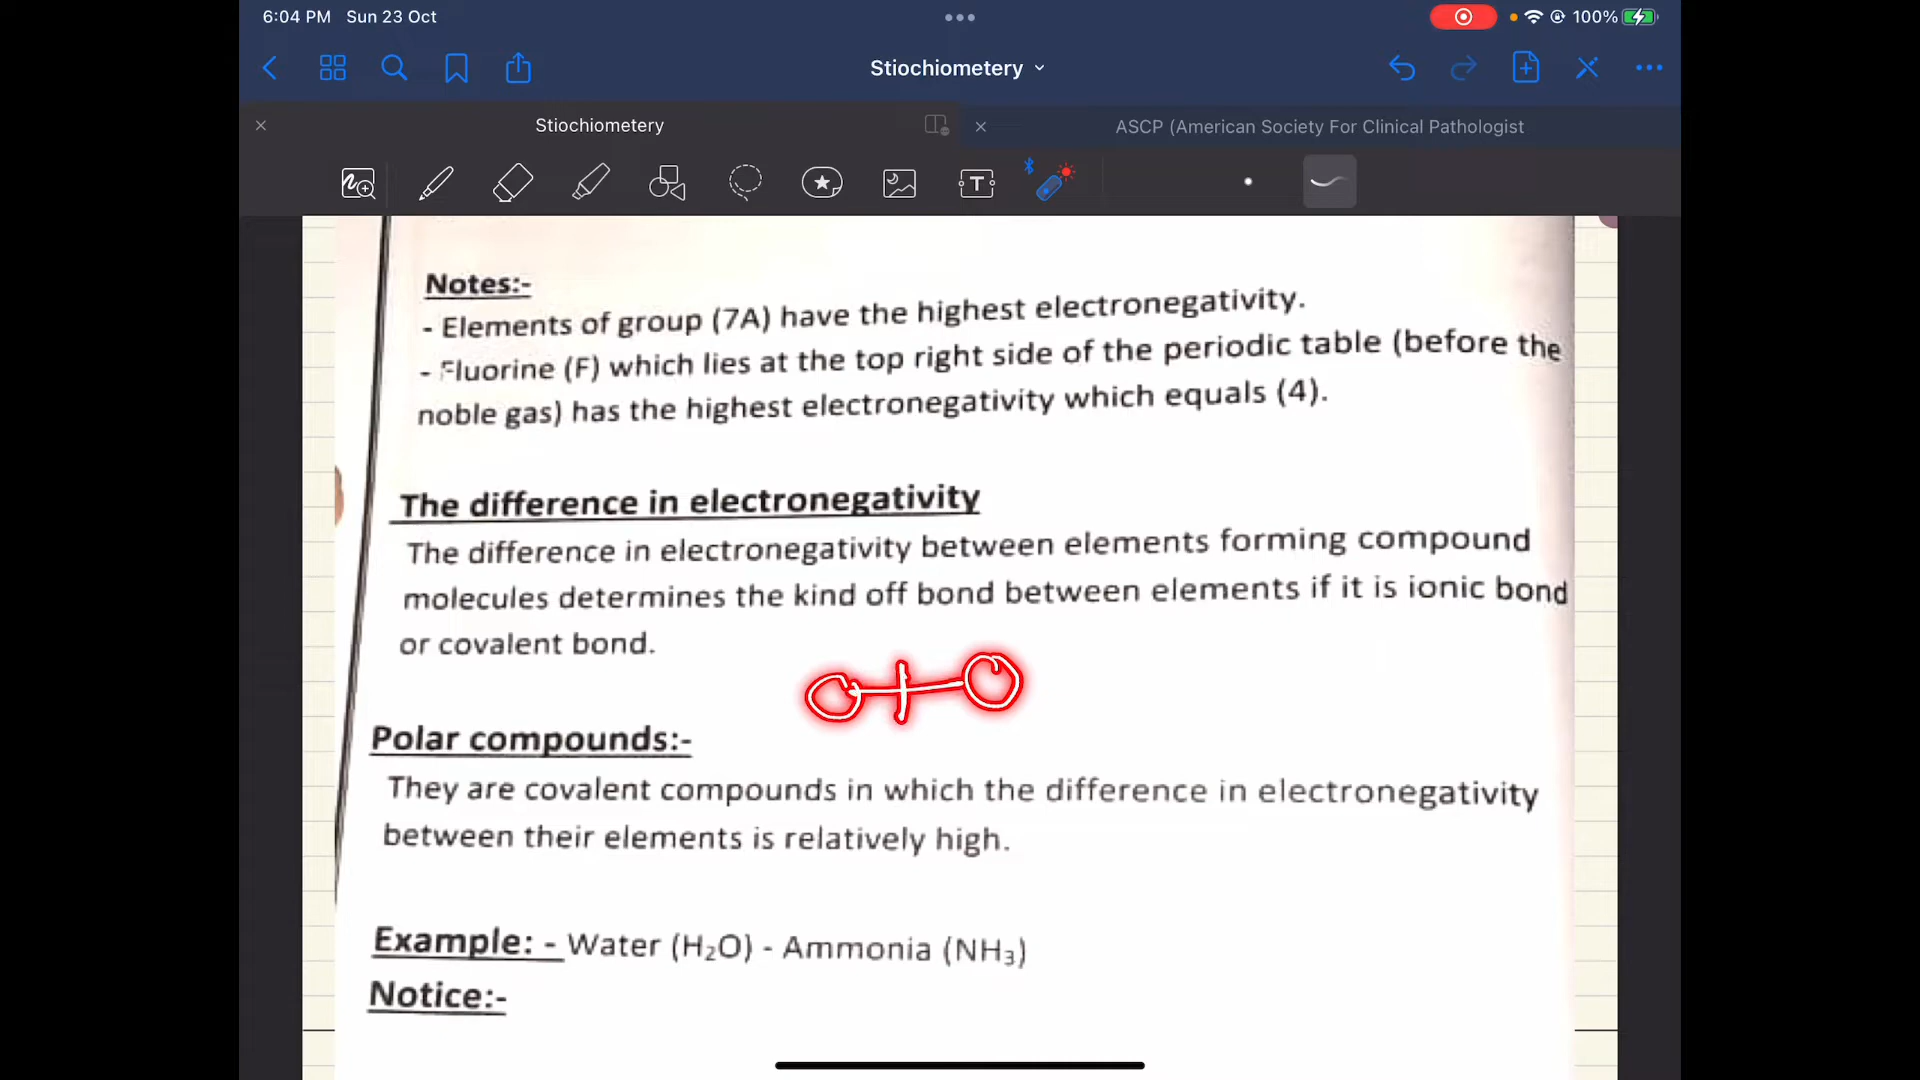 6:04 PM Sun 23 Oct
100%
Stiochiometery
Stiochiometery
ASCP (American Society For Clinical Pathologist
T
Notes:-
- Elements of group (7A) have the highest electronegativity.
- Fluorine (F) which lies at the top right side of the periodic table (before the
noble gas) has the highest electronegativity which equals (4).
The difference in electronegativity
The difference in electronegativity between elements forming compound
molecules determines the kind off bond between elements if it is ionic bond
or covalent bond.
Polar compounds:-
They are covalent compounds in which the difference in electronegativity
between their elements is relatively high.
Example: - Water (H₂O) - Ammonia (NH₃)
Notice:-